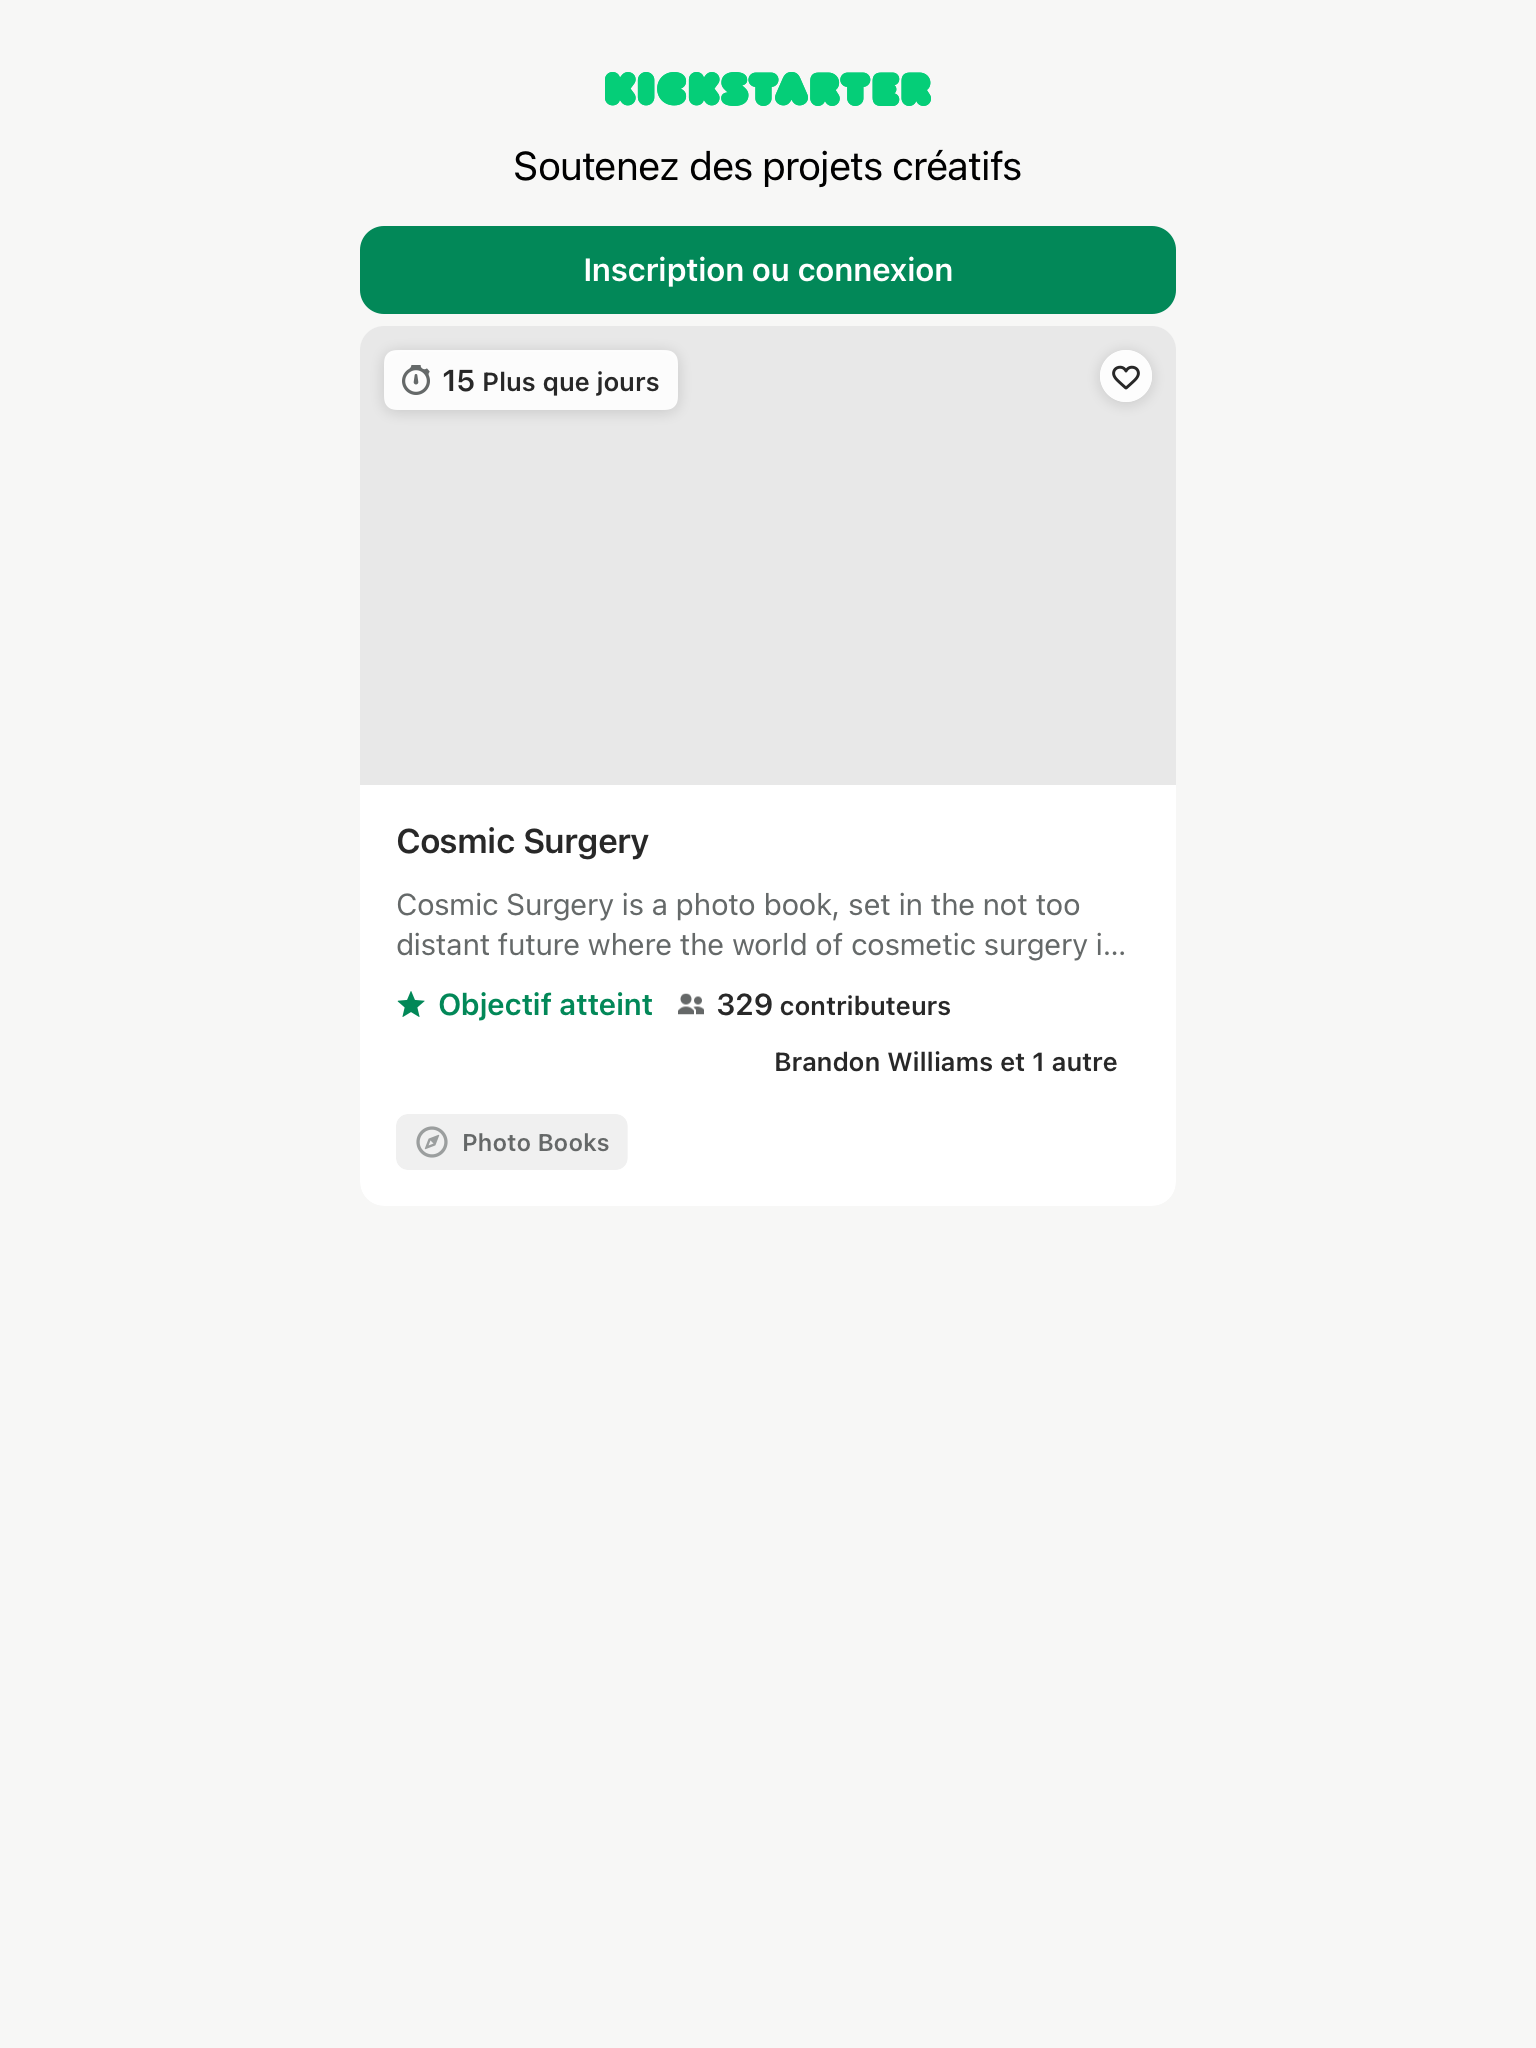 KICKSTARTER
Soutenez des projets créatifs
Inscription ou connexion
15 Plus que jours
Cosmic Surgery
Cosmic Surgery is a photo book, set in the not too
distant future where the world of cosmetic surgery i...
Objectif atteint 329 contributeurs
Brandon Williams et 1 autre
Photo Books